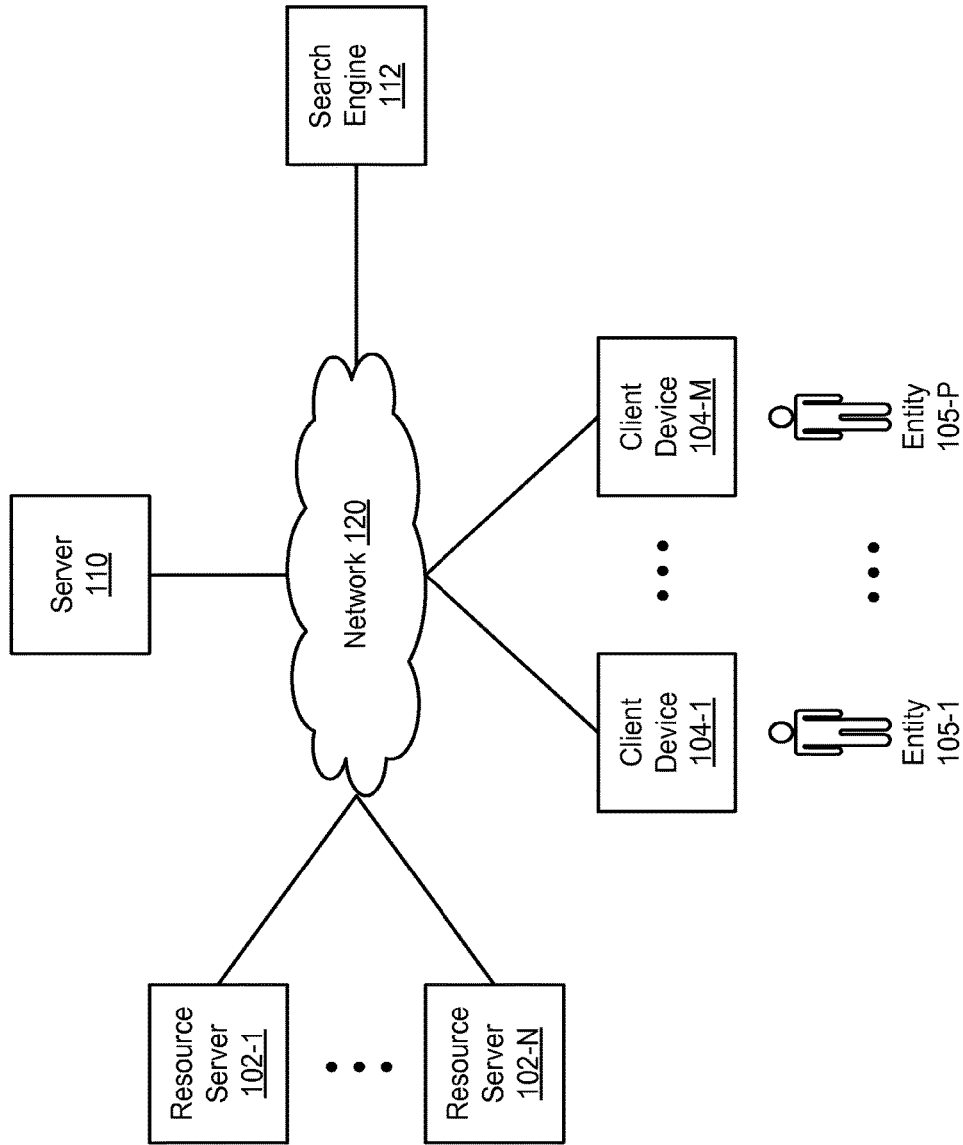 Server
110
Resource
Server
102-1
Resource
Server
102-N
Network 120
Search
Engine
112
Client
Device
104-1
Client
Device
104-M
Entity
105-1
Entity
105-P